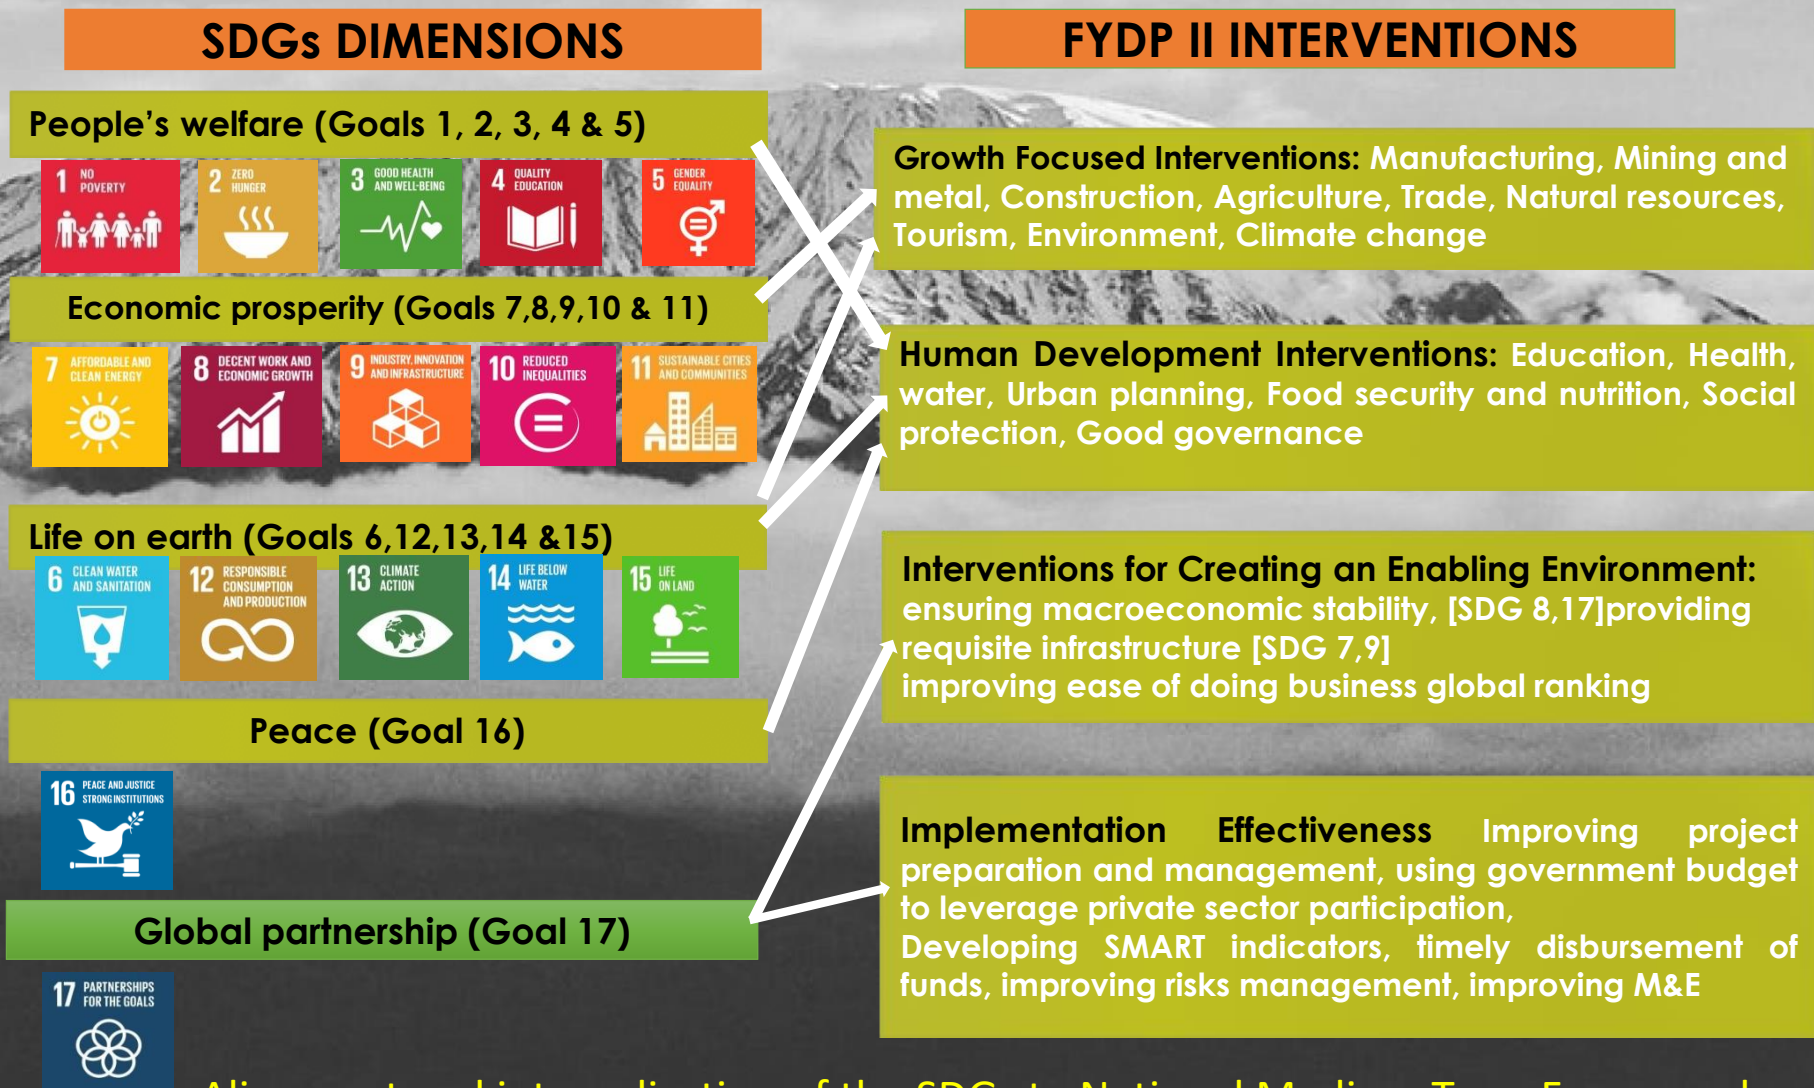 SDGs DIMENSIONS
People's welfare (Goals 1, 2, 3, 4 & 5)
1 NO
POVERTY
2 ZERO
HUNGER
3 GOOD HEALTH
AND WELL-BEING
4 QUALITY
EDUCATION
5 GENDER
EQUALITY
Economic prosperity (Goals 7,8,9,10 & 11)
7 AFFORDABLE AND
CLEAN ENERGY
8 DECENT WORK AND
ECONOMIC GROWTH
9 INDUSTRY, INNOVATION
AND INFRASTRUCTURE
10 REDUCED
INEQUALITIES
11 SUSTAINABLE CITIES
AND COMMUNITIES
Life on earth (Goals 6,12,13,14 &15)
6 CLEAN WATER
AND SANITATION
12 RESPONSIBLE
CONSUMPTION
AND PRODUCTION
13 CLIMATE
ACTION
14 LIFE BELOW
WATER
15 LIFE
ON LAND
Peace (Goal 16)
16 PEACE AND JUSTICE
STRONG INSTITUTIONS
Global partnership (Goal 17)
17 PARTNERSHIPS
FOR THE GOALS
FYDP II INTERVENTIONS
Growth Focused Interventions: Manufacturing, Mining and
metal, Construction, Agriculture, Trade, Natural resources,
Tourism, Environment, Climate change
Human Development Interventions: Education, Health,
water, Urban planning, Food security and nutrition, Social
protection, Good governance
Interventions for Creating an Enabling Environment:
ensuring macroeconomic stability, [SDG 8,17]providing
requisite infrastructure [SDG 7,9]
improving ease of doing business global ranking
Implementation Effectiveness Improving project
preparation and management, using government budget
to leverage private sector participation,
Developing SMART indicators, timely disbursement of
funds, improving risks management, improving M&E